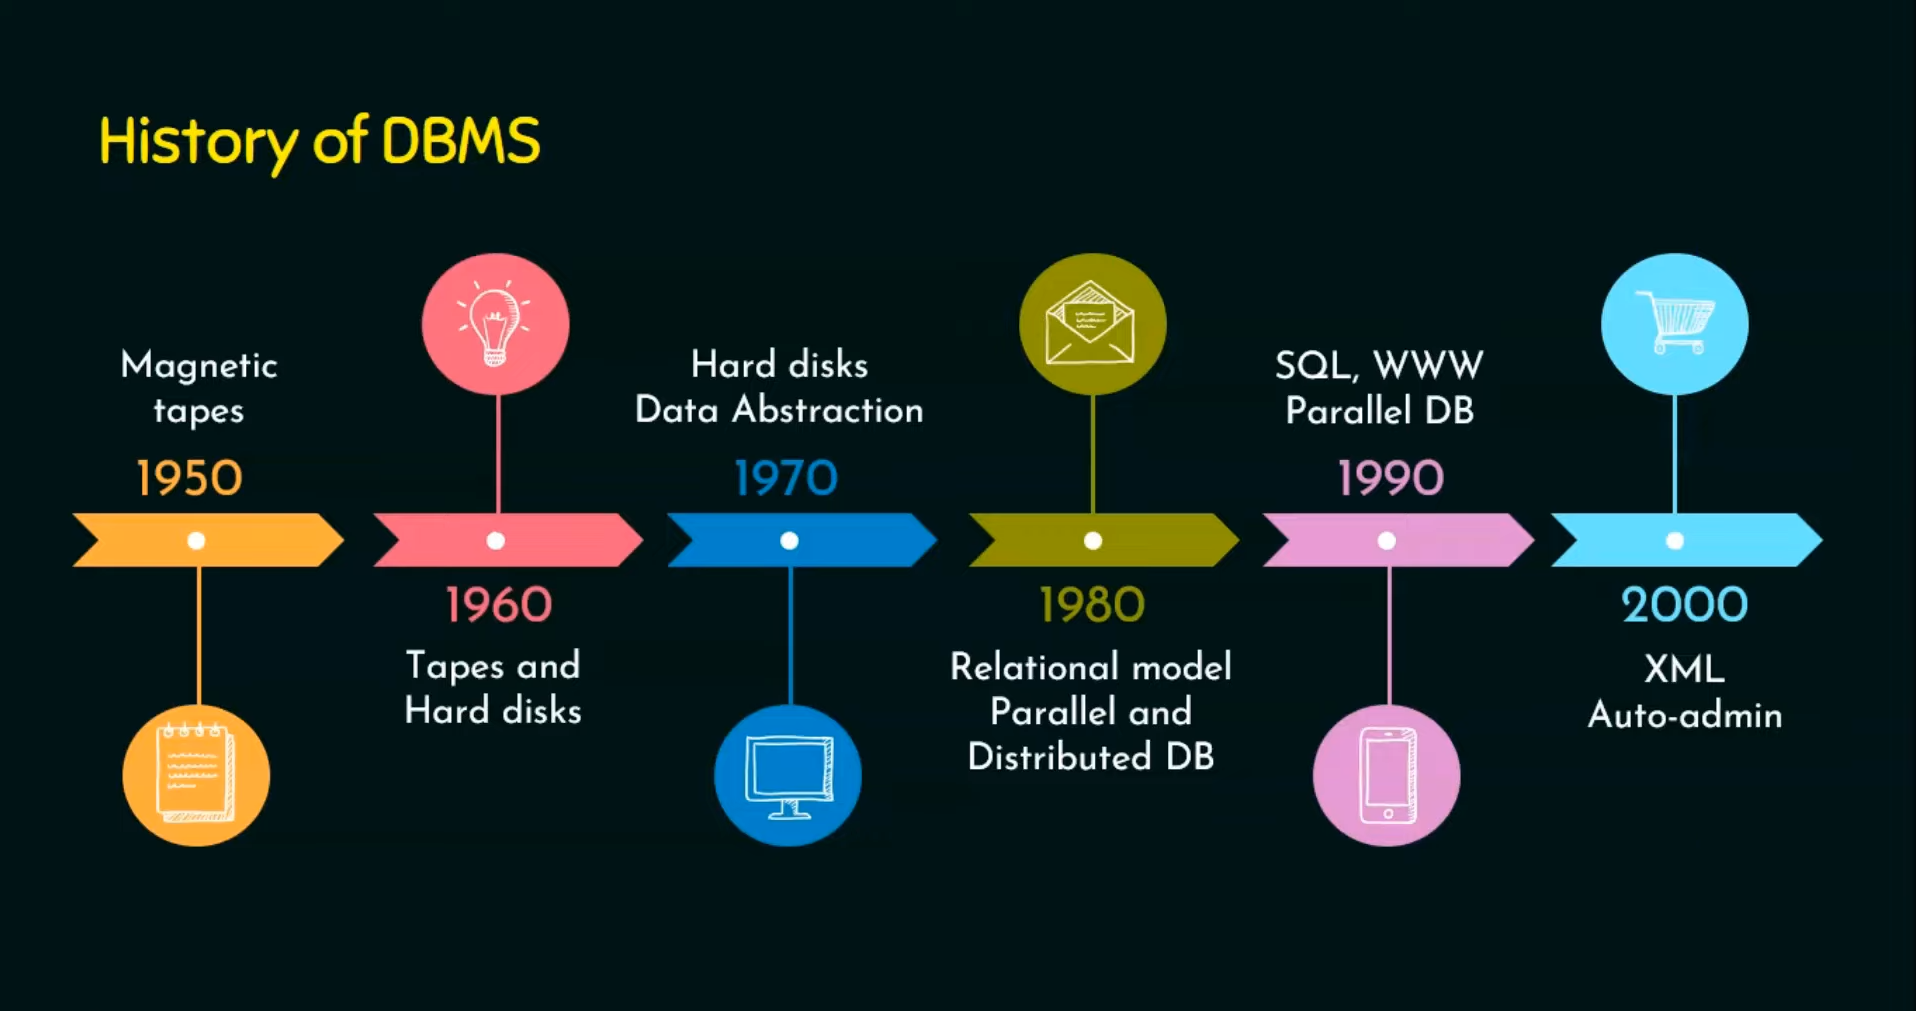 History of DBMS
Magnetic
tapes
1950
1960
Tapes and
Hard disks
Hard disks
Data Abstraction
1970
1980
Relational model
Parallel and
Distributed DB
SQL, WWW
Parallel DB
1990
2000
XML
Auto-admin